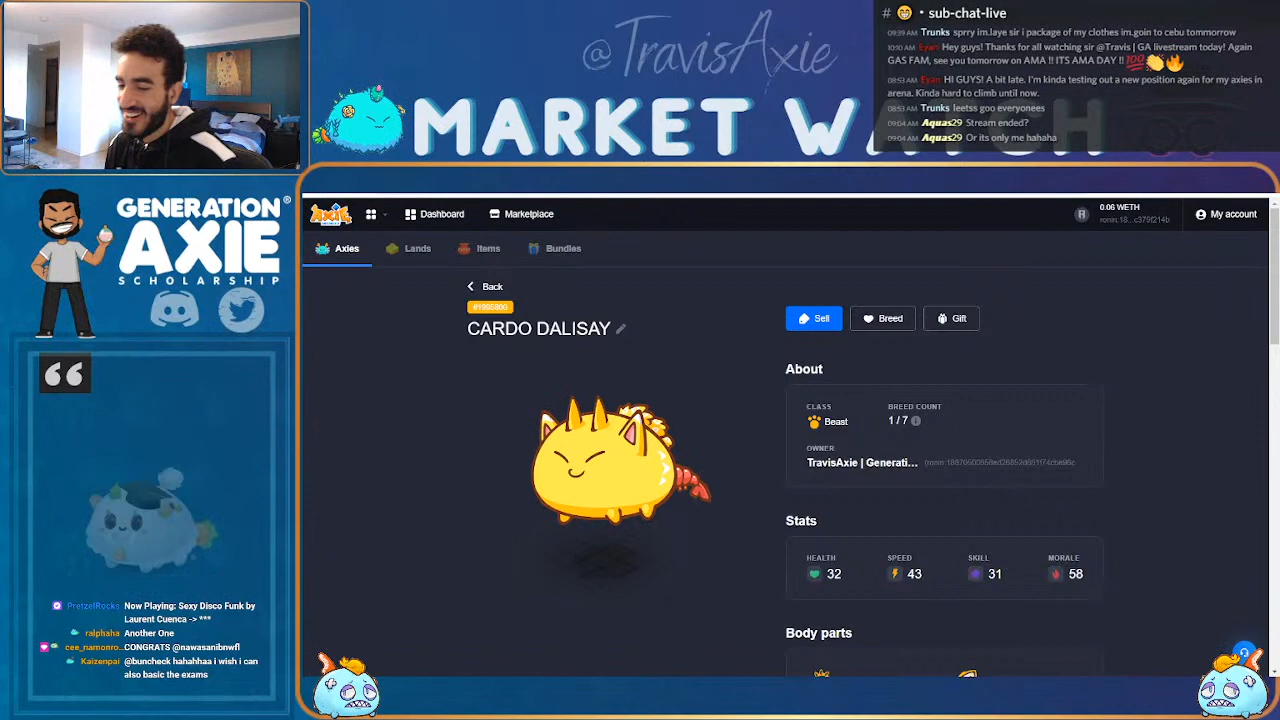 @TravisAxie
MARKET W
# 😁 • sub-chat-live
09:39 AM Trunks sprry im.laye sir i package of my clothes im.goin to cebu tommorrow
10:10 AM Eyan Hey guys! Thanks for all watching sir @Travis | GA livestream today! Again
GAS FAM, see you tomorrow on AMA !! ITS AMA DAY !! 💯👏🔥
08:53 AM Eyan HI GUYS! A bit late. I'm kinda testing out a new position again for my axies in
arena. Kinda hard to climb until now.
08:53 AM Trunks leetss goo everyonees
09:04 AM Aquas29 Stream ended?
09:04 AM Aquas29 Or its only me hahaha
GENERATION®
AXIE
SCHOLARSHIP
AXIE
Dashboard
Marketplace
0.06 WETH
ronin:18...c379f214b
My account
Axies
Lands
Items
Bundles
Back
CARDO DALISAY
Sell
Breed
Gift
About
CLASS
BREED COUNT
Beast
1 / 7
OWNER
TravisAxie | Generati...
Stats
HEALTH
SPEED
SKILL
MORALE
32
43
31
58
Body parts
“
PretzelRocks Now Playing: Sexy Disco Funk by
Laurent Cuenca -> ***
ralphaha Another One
cee_namonro... CONGRATS @nawasanibnwfl
Kaizenpai @buncheck hahahhaa i wish i can
also basic the exams